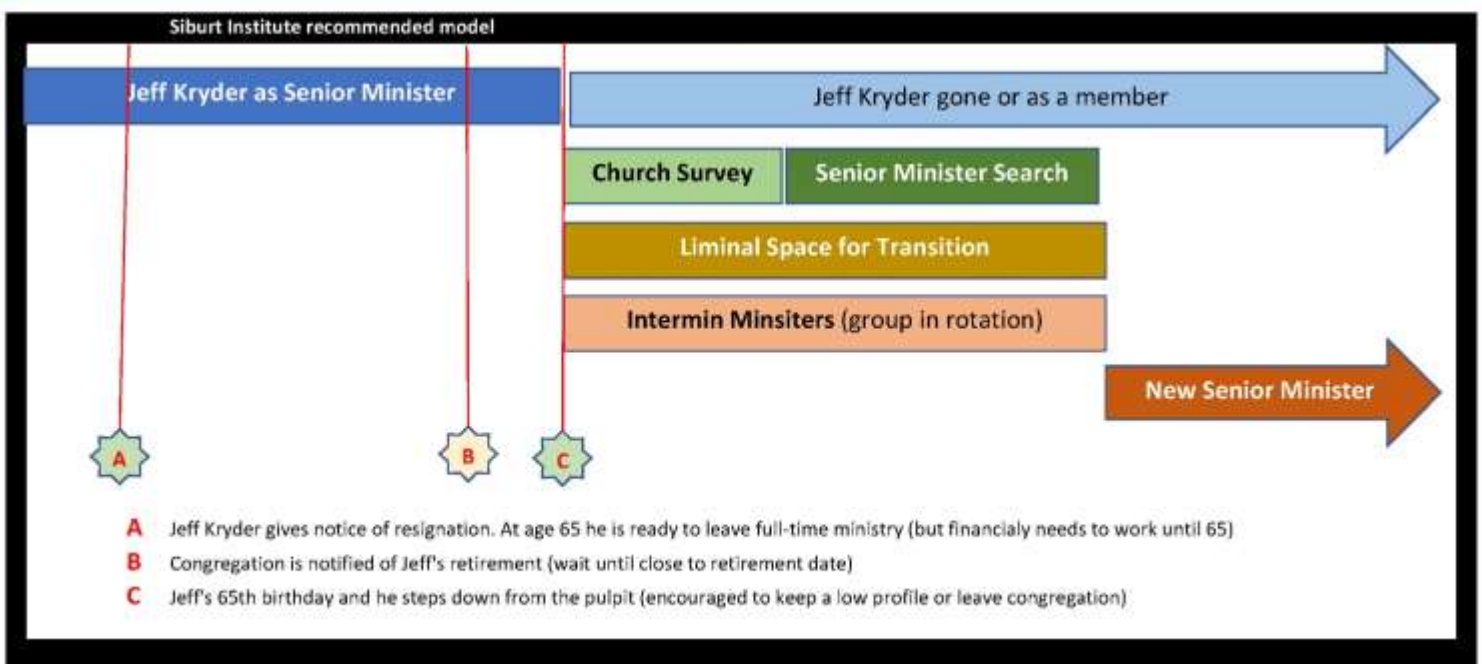 Siburt Institute recommended model
Jeff Kryder as Senior Minister
Jeff Kryder gone or as a member
Church Survey
Senior Minister Search
Liminal Space for Transition
Intermin Minsiters (group in rotation)
New Senior Minister
A
B
C
A Jeff Kryder gives notice of resignation. At age 65 he is ready to leave full-time ministry (but financialy needs to work until 65)
B Congregation is notified of Jeff's retirement (wait until close to retirement date)
C Jeff's 65th birthday and he steps down from the pulpit (encouraged to keep a low profile or leave congregation)